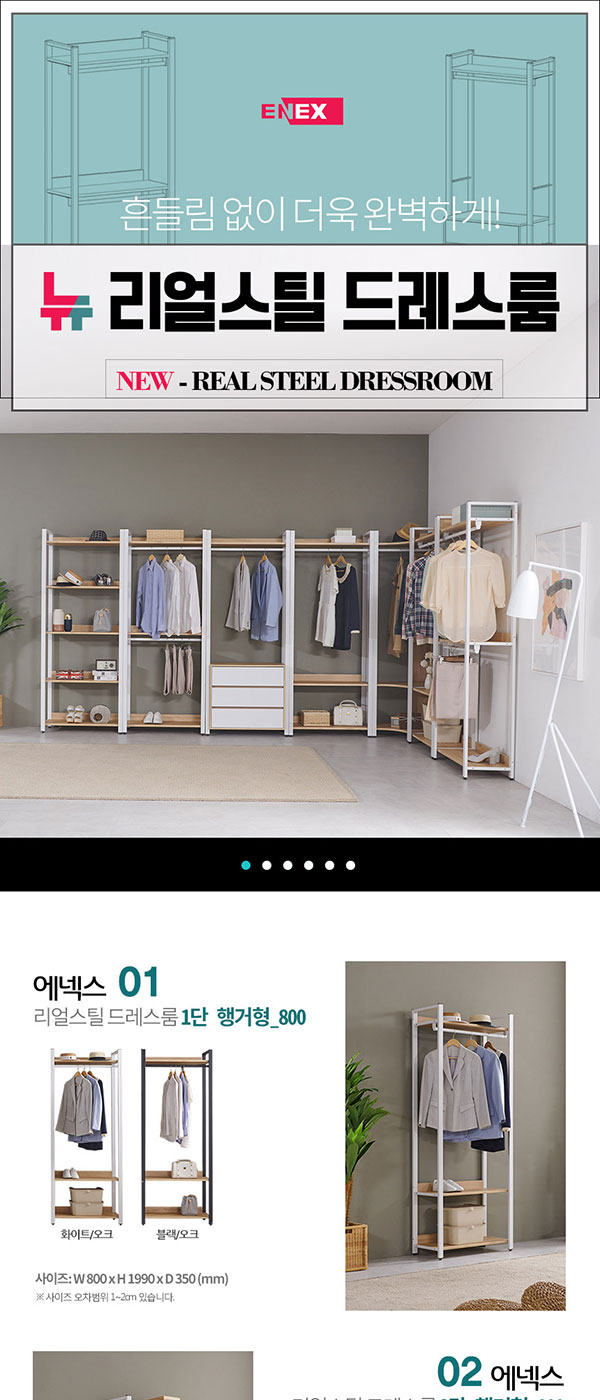 ENEX
흔들림 없이 더욱 완벽하게!
뉴 리얼스틸 드레스룸
NEW - REAL STEEL DRESSROOM
에넥스 01
리얼스틸 드레스룸 1단 행거형_800
화이트/오크 블랙/오크
사이즈: W 800 x H 1990 x D 350 (mm)
※ 사이즈 오차범위 1~2cm 있습니다.
02 에넥스